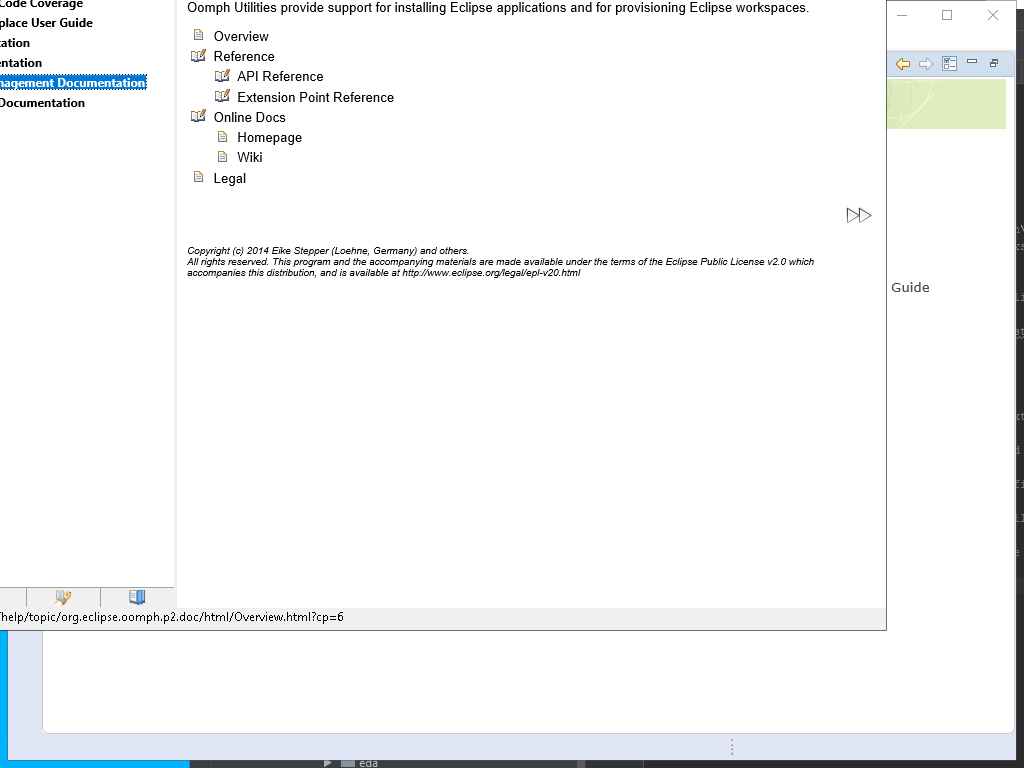 Code Coverage
place User Guide
tation
entation
nagement Documentation
Documentation
Oomph Utilities provide support for installing Eclipse applications and for provisioning Eclipse workspaces.
Overview
Reference
API Reference
Extension Point Reference
Online Docs
Homepage
Wiki
Legal
Copyright (c) 2014 Eike Stepper (Loehne, Germany) and others.
All rights reserved. This program and the accompanying materials are made available under the terms of the Eclipse Public License v2.0 which
accompanies this distribution, and is available at http://www.eclipse.org/legal/epl-v20.html
Guide
/help/topic/org.eclipse.oomph.p2.doc/html/Overview.html?cp=6
eda